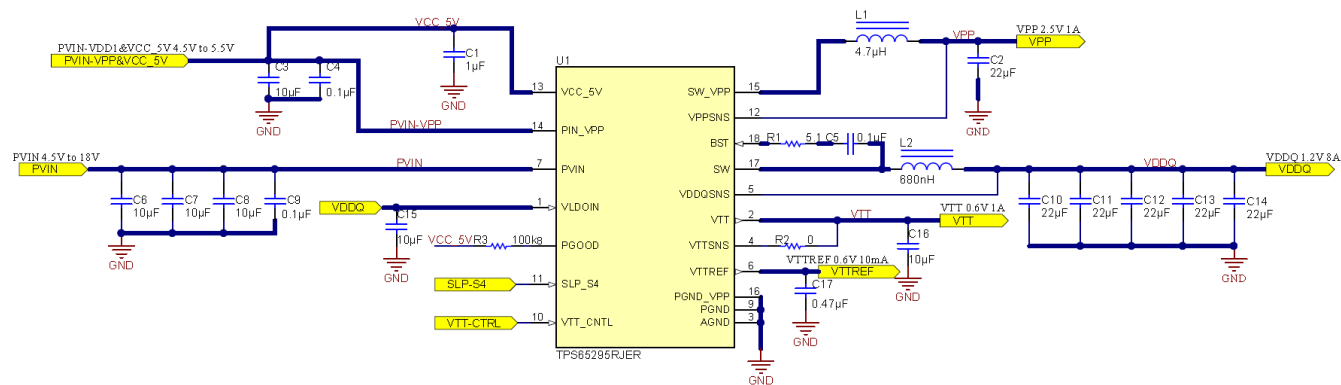 VCC_5V
PVIN-VDD1&VCC_5V 4.5V to 5.5V
PVIN-VPP&VCC_5V
C3
10µF
C4
0.1µF
GND
C1
1µF
GND
PVIN-VPP
PVIN 4.5V to 18V
PVIN
PVIN
C6
10µF
C7
10µF
C8
10µF
C9
0.1µF
GND
VDDQ
C15
10µF
GND
VCC_5V
R3
100k
SLP-S4
VTT-CTRL
U1
13
VCC_5V
14
PIN_VPP
7
PVIN
1
VLDOIN
8
PGOOD
11
SLP_S4
10
VTT_CNTL
SW_VPP
15
VPPSNS
12
BST
18
SW
17
VDDQSNS
5
VTT
2
VTTSNS
4
VTTREF
6
PGND_VPP
16
PGND
9
AGND
3
TPS65295RJER
GND
L1
4.7µH
VPP
VPP 2.5V 1A
VPP
C2
22µF
GND
R1
5.1
C5
0.1uF
L2
680nH
VDDQ
VDDQ 1.2V 8A
VDDQ
C10
22µF
C11
22µF
C12
22µF
C13
22µF
C14
22µF
GND
VTT
VTT 0.6V 1A
VTT
R2
0
C16
10µF
GND
VTTREF 0.6V 10mA
VTTREF
C17
0.47µF
GND